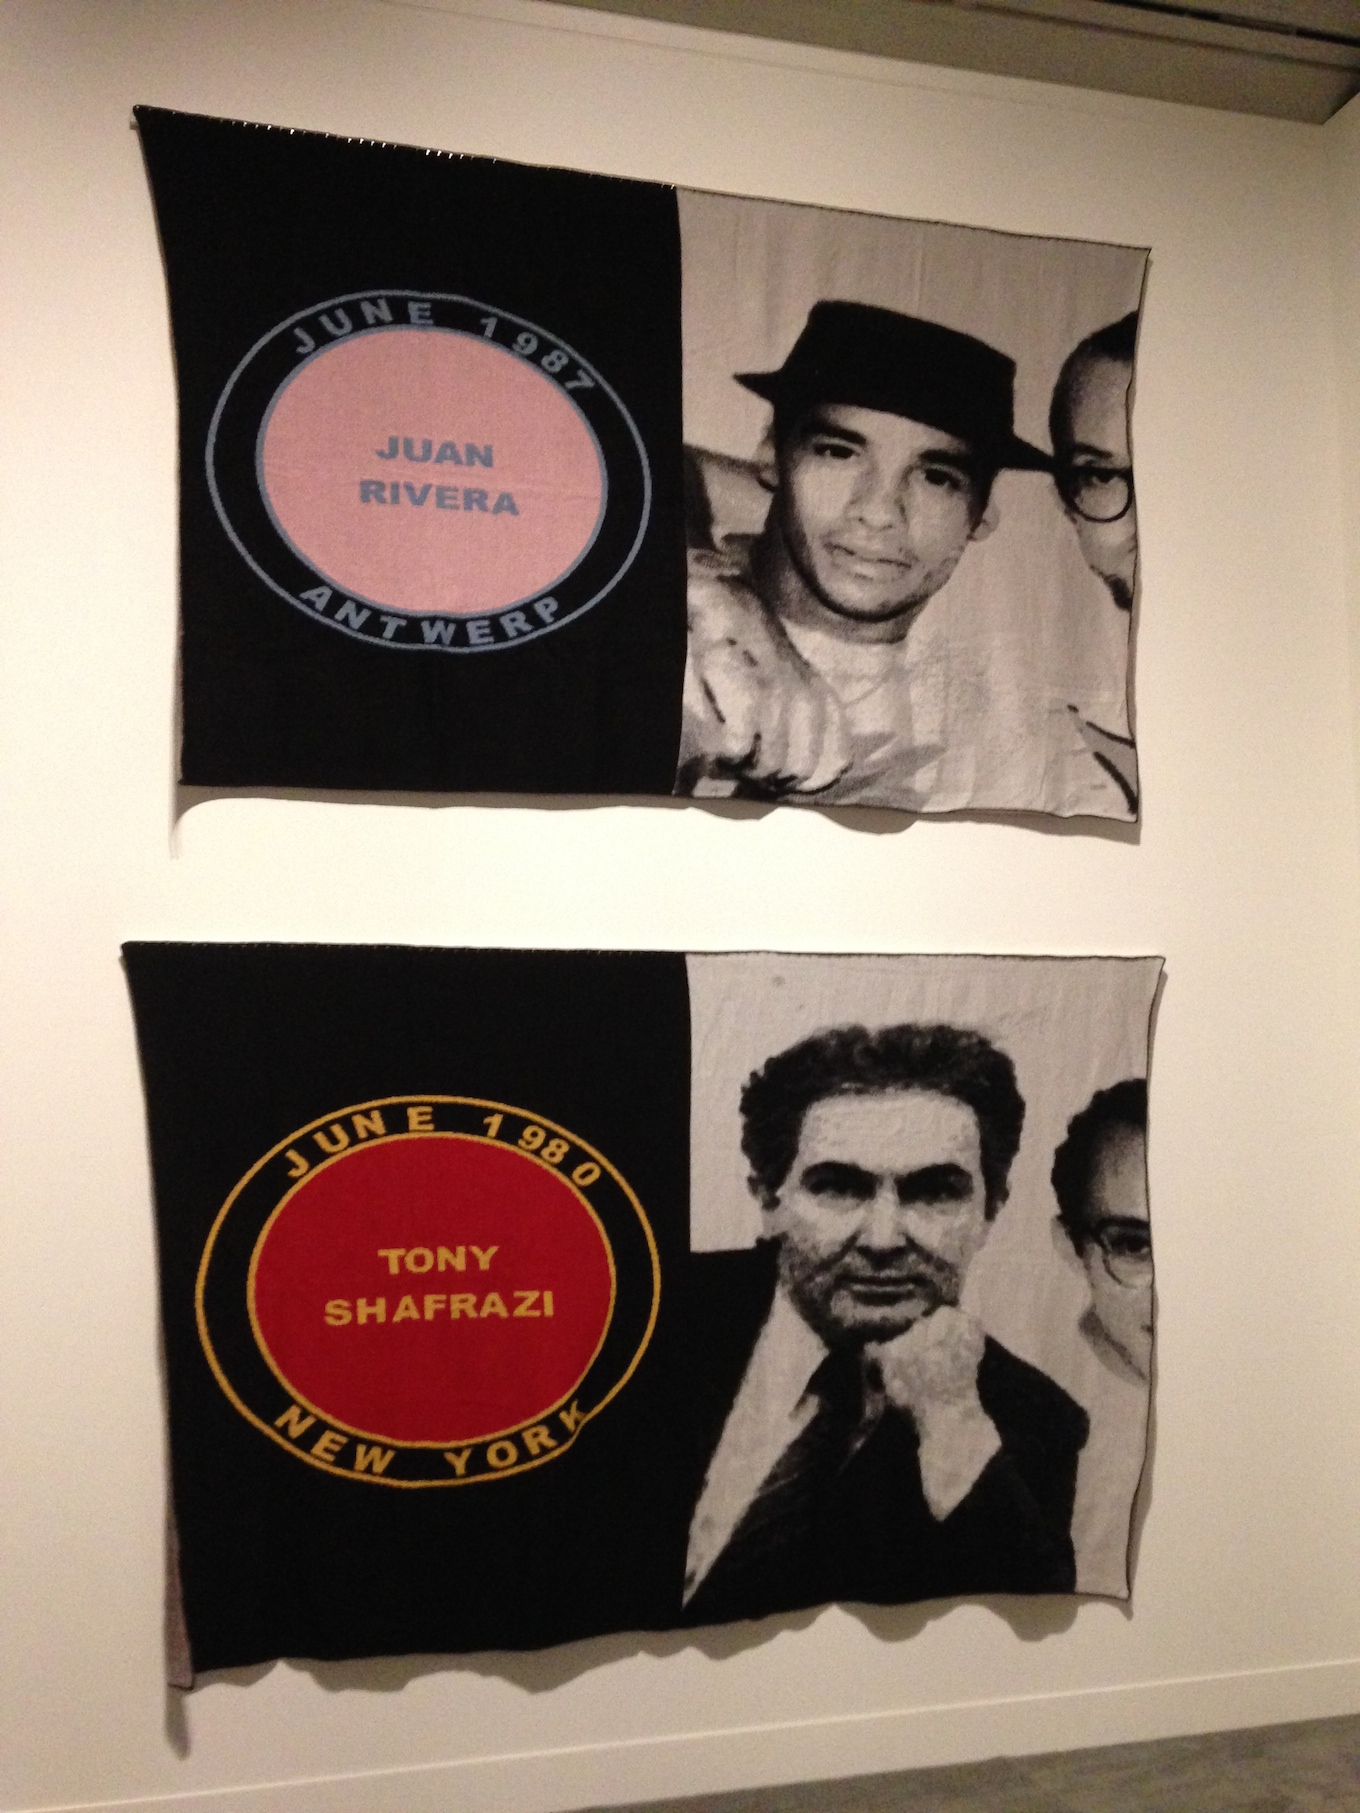 JUNE 1987
JUAN
RIVERA
ANTWERP
JUNE 1980
TONY
SHAFRAZI
NEW YORK